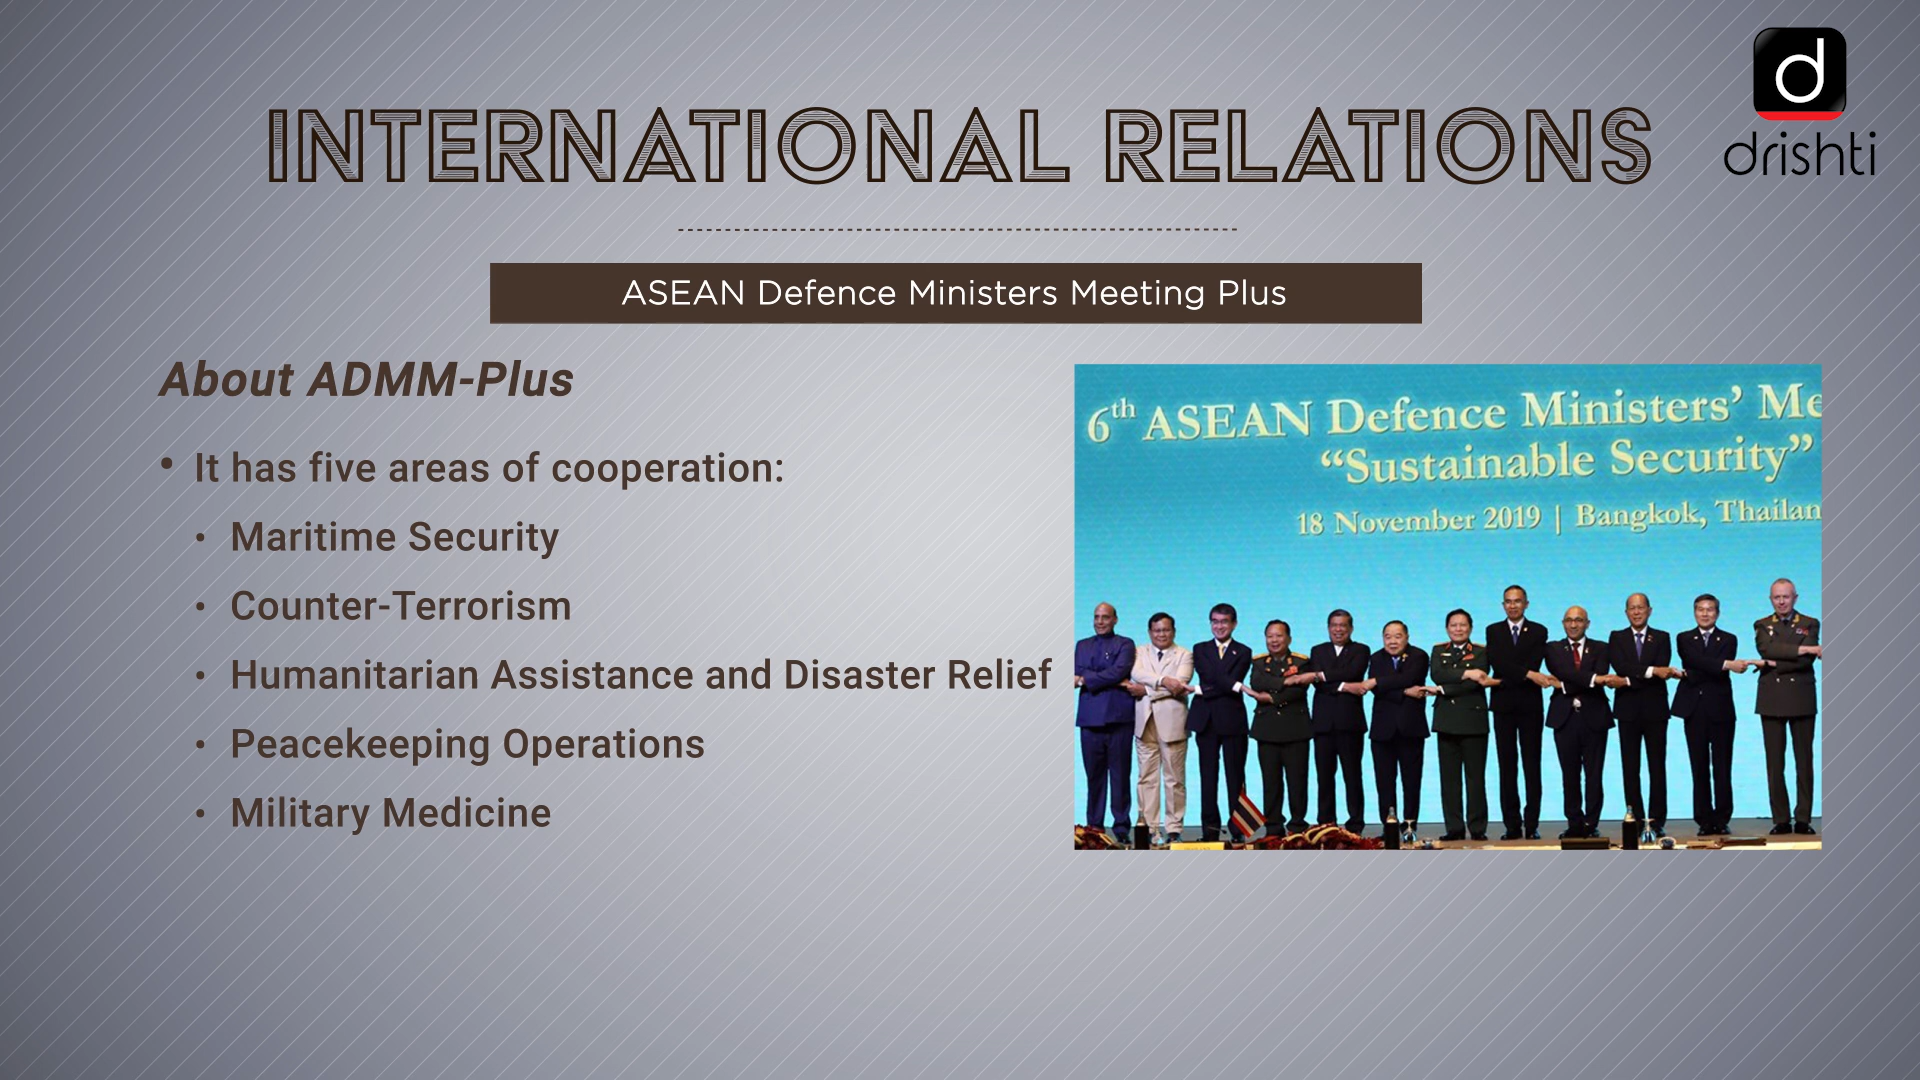 INTERNATIONAL RELATIONS
d
drishti
ASEAN Defence Ministers Meeting Plus
About ADMM-Plus
• It has five areas of cooperation:
• Maritime Security
• Counter-Terrorism
• Humanitarian Assistance and Disaster Relief
• Peacekeeping Operations
• Military Medicine
6th ASEAN Defence Ministers’ Me
“Sustainable Security”
18 November 2019 | Bangkok, Thailan